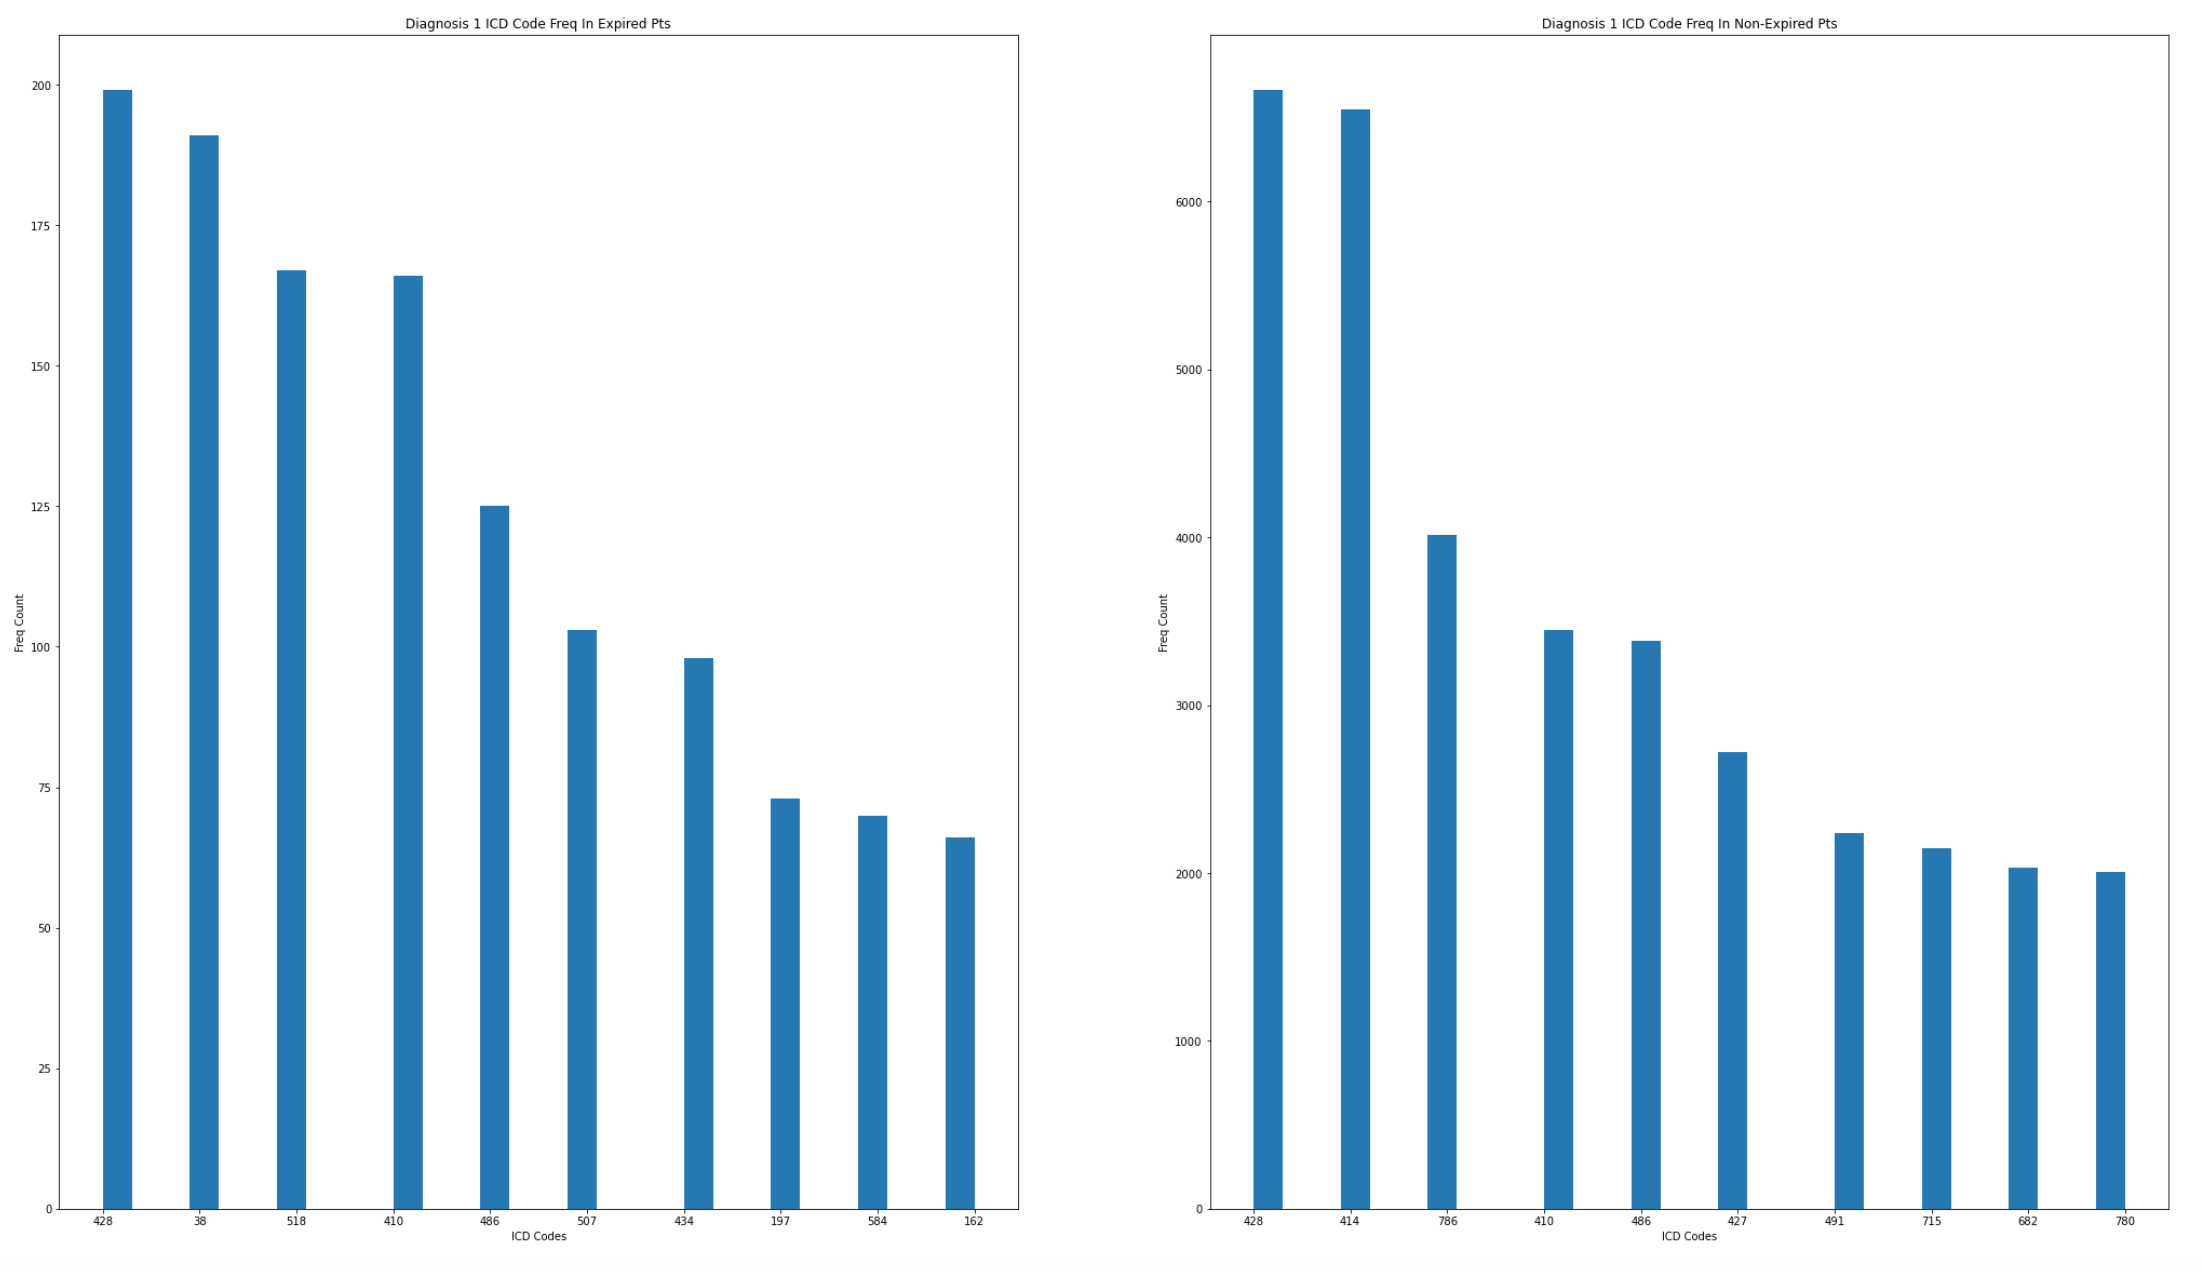 Diagnosis 1 ICD Code Freq In Expired Pts
200
175
150
125
100
75
50
25
0
Freq Count
428 38 518 410 486 507 434 197 584 162
ICD Codes
Diagnosis 1 ICD Code Freq In Non-Expired Pts
6000
5000
4000
3000
2000
1000
0
Freq Count
428 414 786 410 486 427 491 715 682 780
ICD Codes